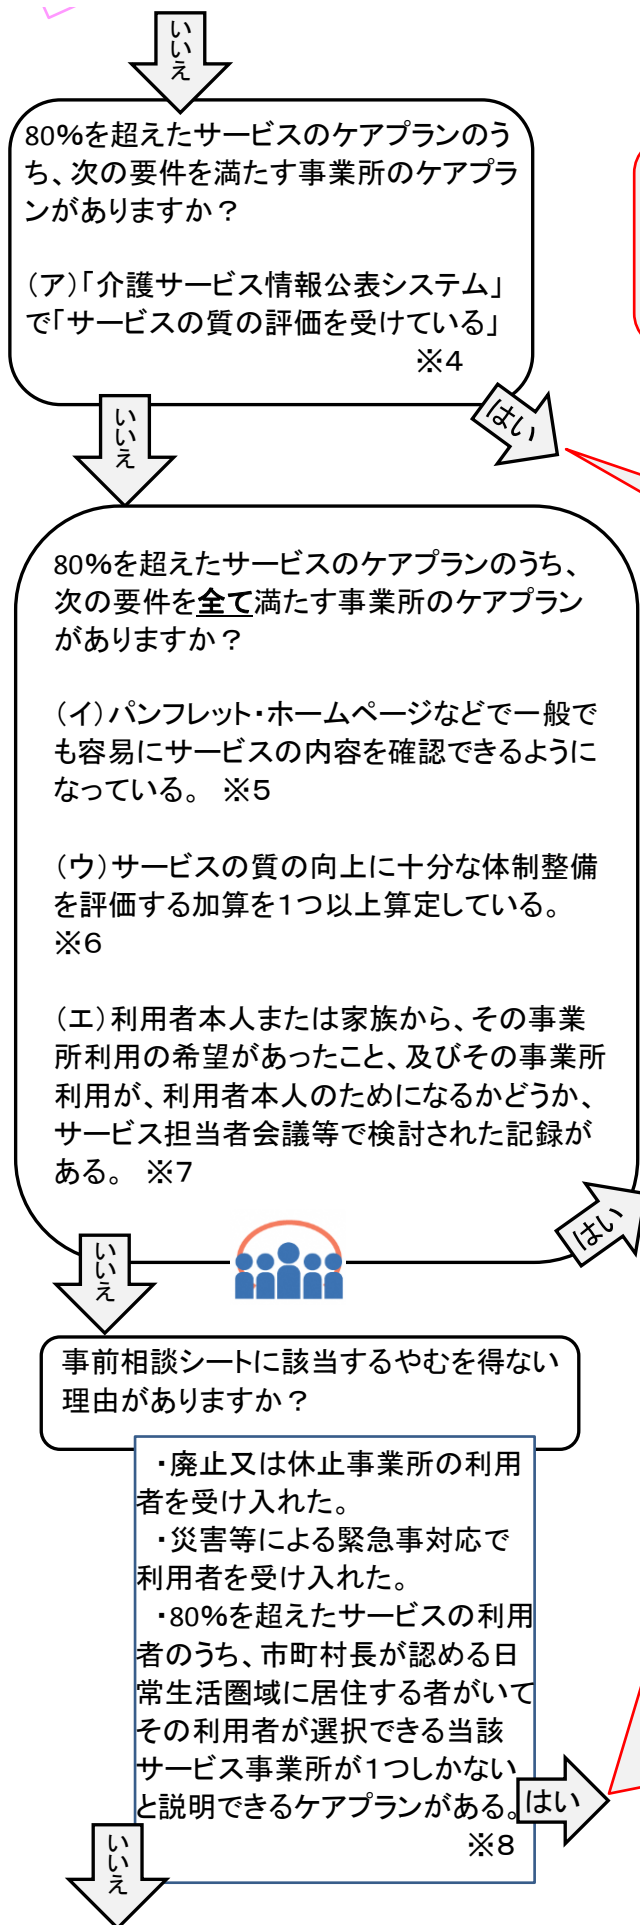 いいえ
80%を超えたサービスのケアプランのう
ち、次の要件を満たす事業所のケアプラ
ンがありますか？
（ア）「介護サービス情報公表システム」
で「サービスの質の評価を受けている」
※4
はい
いいえ
80%を超えたサービスのケアプランのうち、
次の要件を全て満たす事業所のケアプラン
がありますか？
（イ）パンフレット・ホームページなどで一般で
も容易にサービスの内容を確認できるように
なっている。　※5
（ウ）サービスの質の向上に十分な体制整備
を評価する加算を1つ以上算定している。
※6
（エ）利用者本人または家族から、その事業
所利用の希望があったこと、及びその事業所
利用が、利用者本人のためになるかどうか、
サービス担当者会議等で検討された記録が
ある。　※7
はい
いいえ
事前相談シートに該当するやむを得ない
理由がありますか？
・廃止又は休止事業所の利用
者を受け入れた。
・災害等による緊急事対応で
利用者を受け入れた。
・80%を超えたサービスの利用
者のうち、市町村長が認める日
常生活圏域に居住する者がいて
その利用者が選択できる当該
サービス事業所が1つしかない
と説明できるケアプランがある。
※8
はい
いいえ